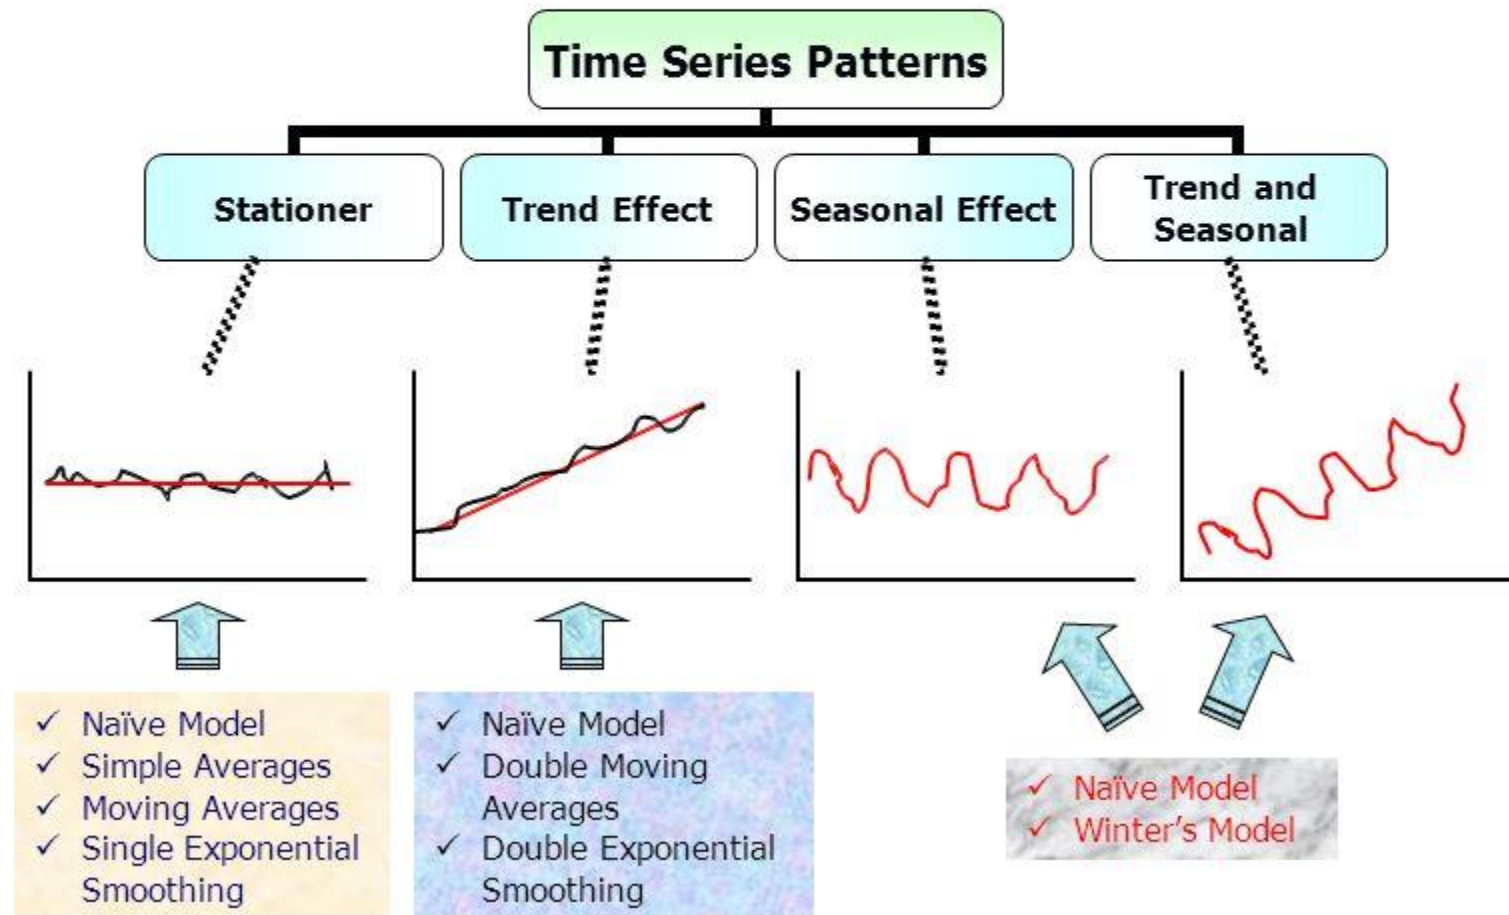 Time Series Patterns
Stationer
Trend Effect
Seasonal Effect
Trend and
Seasonal
✓ Naïve Model
✓ Simple Averages
✓ Moving Averages
✓ Single Exponential
Smoothing
✓ Naïve Model
✓ Double Moving
Averages
✓ Double Exponential
Smoothing
✓ Naïve Model
✓ Winter’s Model